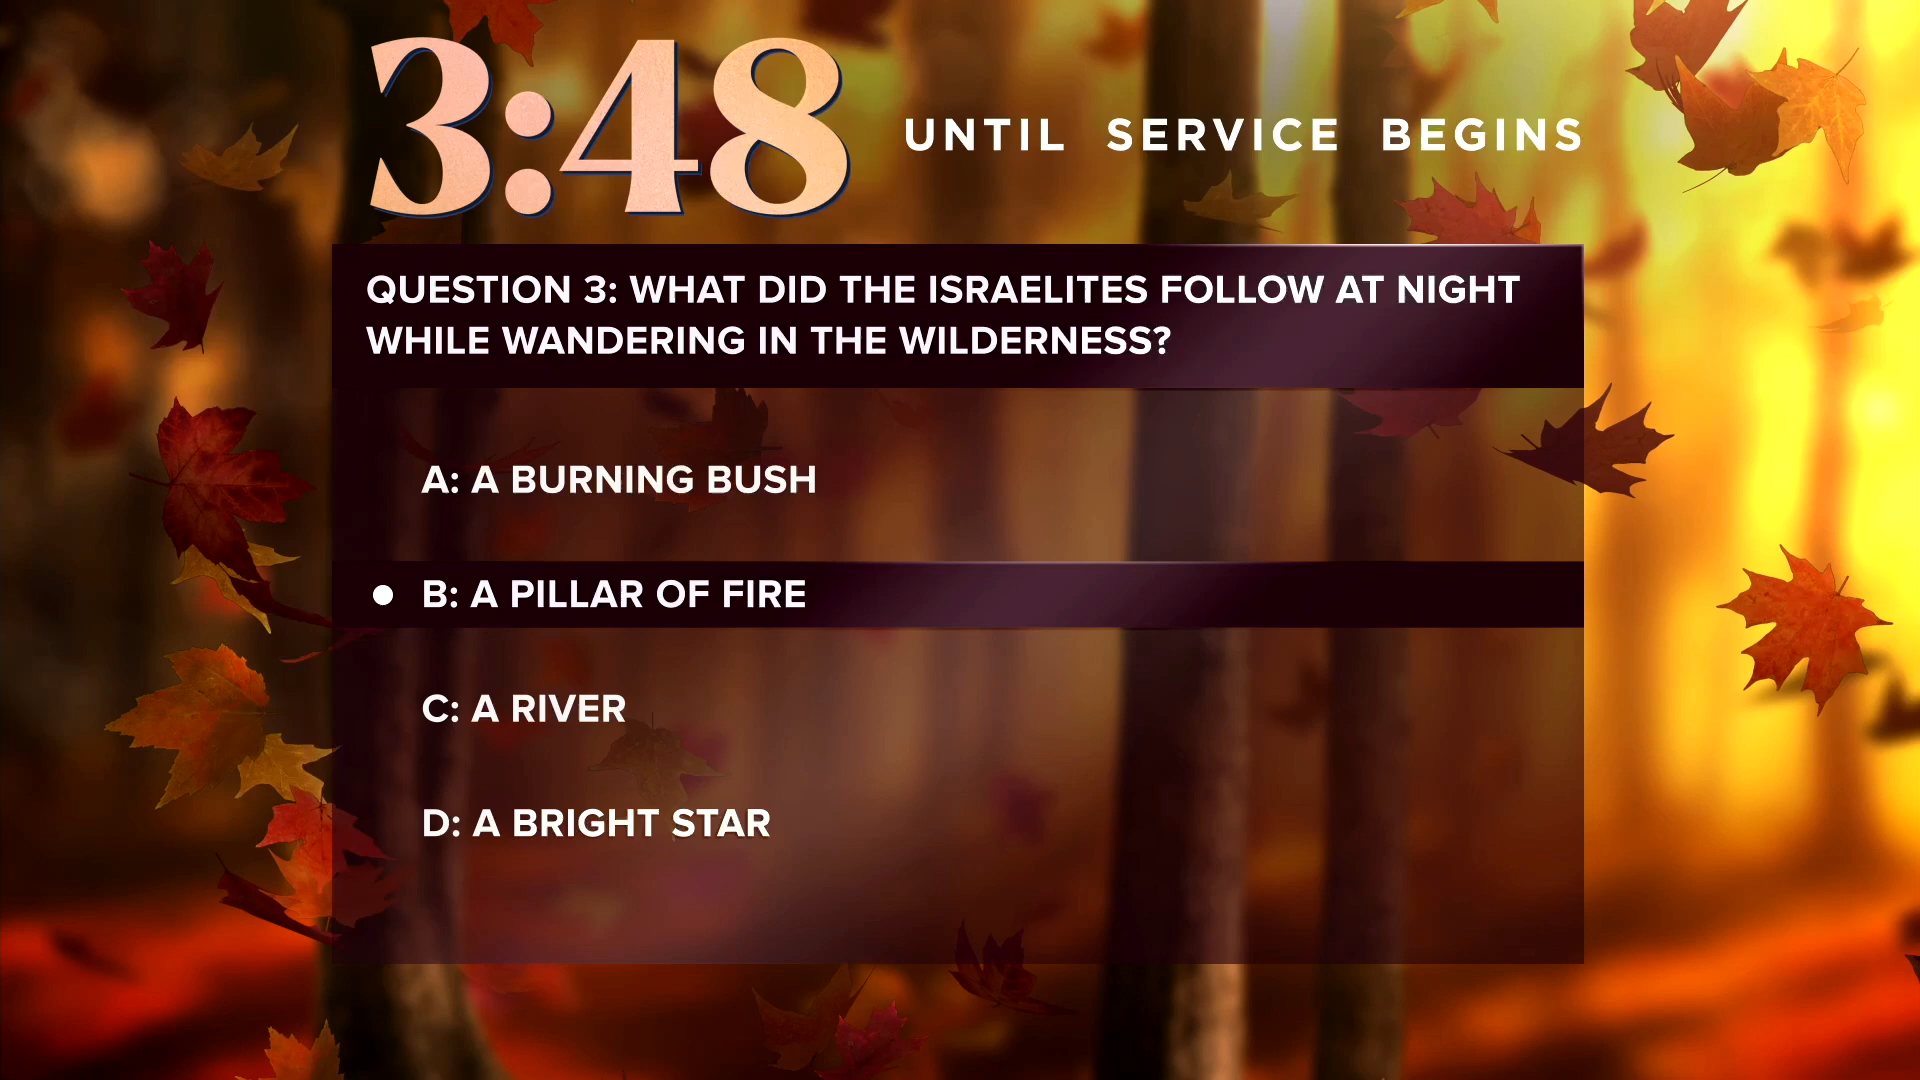 3:48 UNTIL SERVICE BEGINS
QUESTION 3: WHAT DID THE ISRAELITES FOLLOW AT NIGHT
WHILE WANDERING IN THE WILDERNESS?
A: A BURNING BUSH
B: A PILLAR OF FIRE
C: A RIVER
D: A BRIGHT STAR